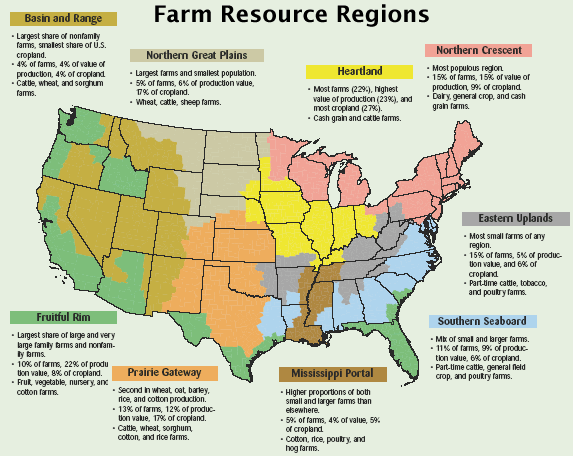 Farm Resource Regions
Basin and Range
• Largest share of nonfamily
farms, smallest share of U.S.
cropland.
• 4% of farms, 4% of value of
production, 4% of cropland.
• Cattle, wheat, and sorghum
farms.
Northern Great Plains
• Largest farms and smallest population.
• 5% of farms, 6% of production value,
17% of cropland.
• Wheat, cattle, sheep farms.
Heartland
• Most farms (22%), highest
value of production (23%), and
most cropland (27%).
• Cash grain and cattle farms.
Northern Crescent
• Most populous region.
• 15% of farms, 15% of value of
production, 9% of cropland.
• Dairy, general crop, and cash
grain farms.
Eastern Uplands
• Most small farms of any
region.
• 15% of farms, 5% of produc-
tion value, and 6% of
cropland.
• Part-time cattle, tobacco,
and poultry farms.
Southern Seaboard
• Mix of small and larger farms.
• 11% of farms, 9% of production
value, 6% of cropland.
• Part-time cattle, general field
crop, and poultry farms.
Fruitful Rim
• Largest share of large and very
large family farms and nonfam-
ily farms.
• 10% of farms, 22% of produ
tion value, 8% of cropland.
• Fruit, vegetable, nursery, and
cotton farms.
Prairie Gateway
• Second in wheat, oat, barley,
rice, and cotton production.
• 13% of farms, 12% of produc-
tion value, 17% of cropland.
• Cattle, wheat, sorghum,
cotton, and rice farms.
Mississippi Portal
• Higher proportions of both
small and larger farms than
elsewhere.
• 5% of farms, 4% of value, 5%
of cropland.
• Cotton, rice, poultry, and
hog farms.